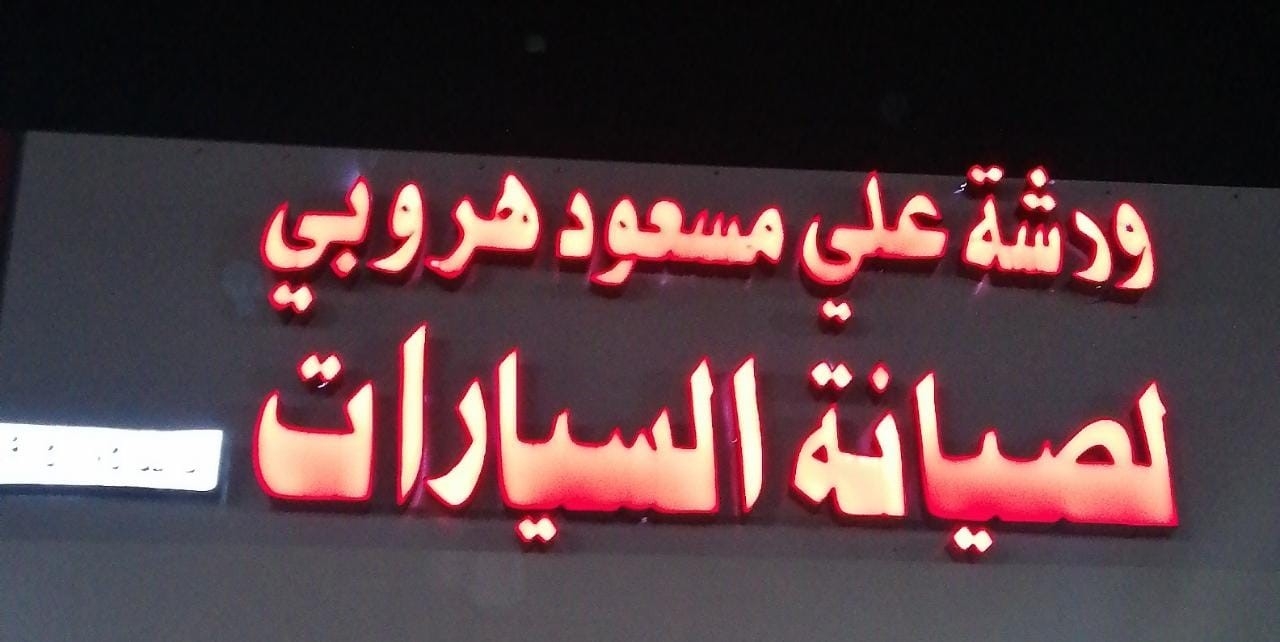 ورشة علي مسعود هروبي
لصيانة السيارات